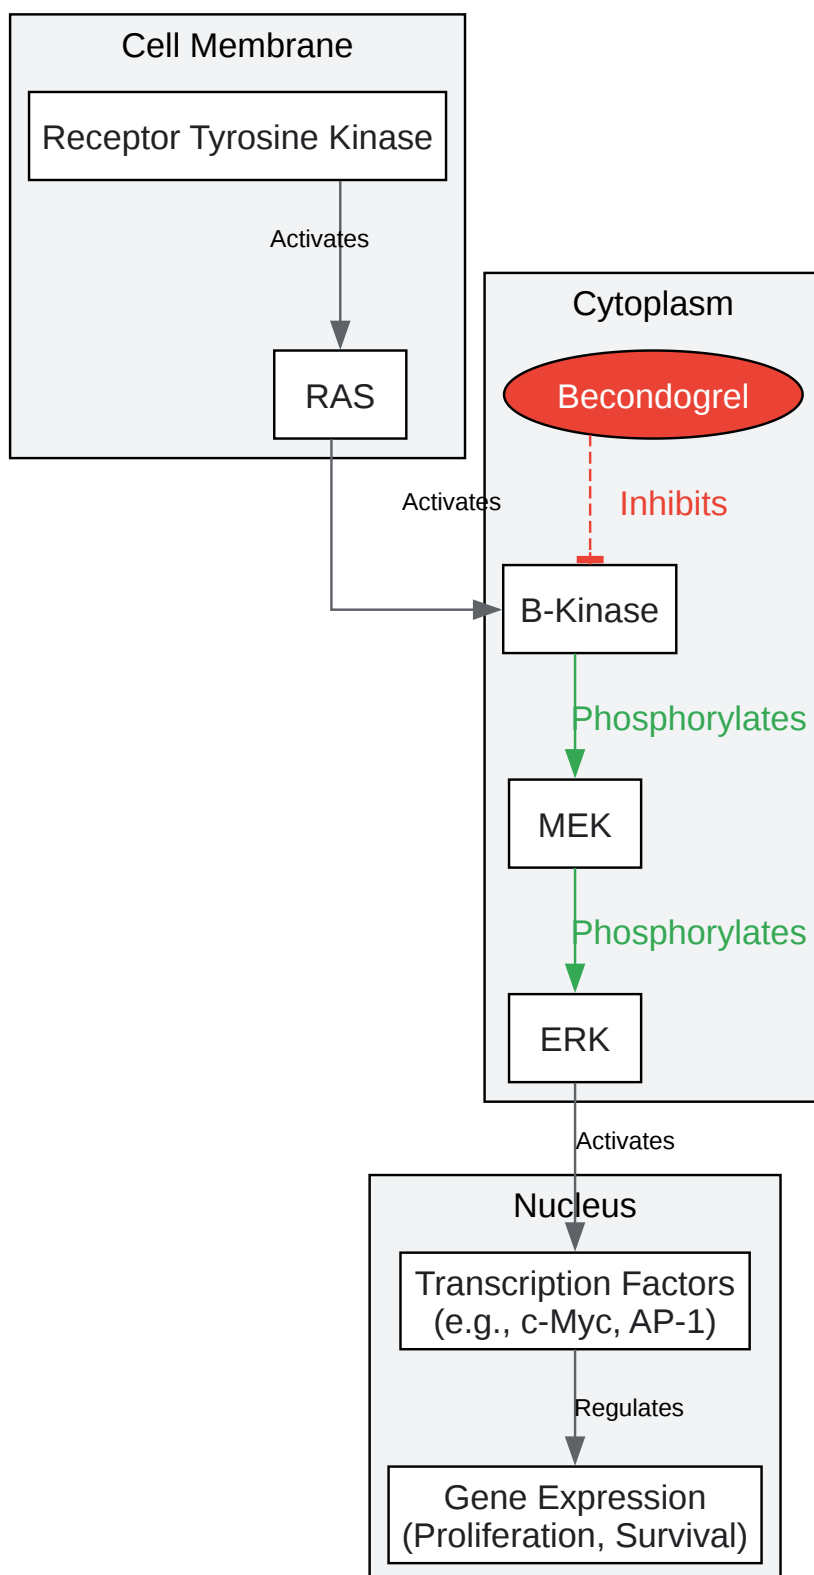 Cell Membrane
Receptor Tyrosine Kinase
Activates
RAS
Cytoplasm
Becondogrel
Activates
Inhibits
B-Kinase
Phosphorylates
MEK
Phosphorylates
ERK
Activates
Nucleus
Transcription Factors
(e.g., c-Myc, AP-1)
Regulates
Gene Expression
(Proliferation, Survival)